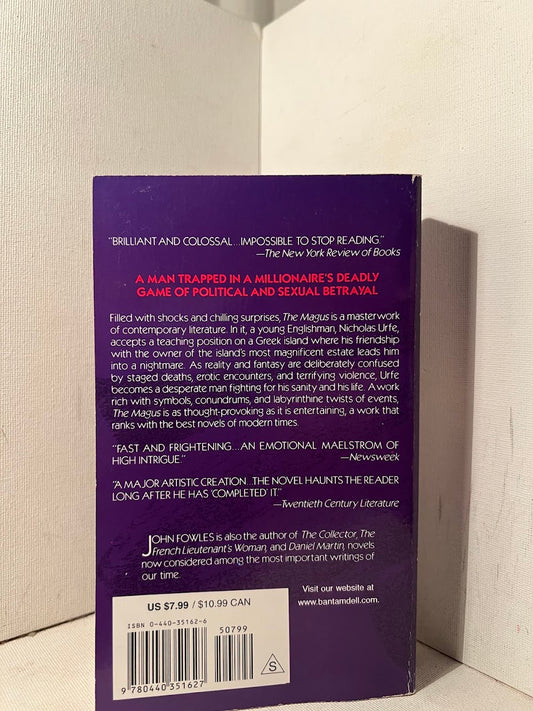 "BRILLIANT AND COLOSSAL...IMPOSSIBLE TO STOP READING."
—The New York Review of Books
A MAN TRAPPED IN A MILLIONAIRE'S DEADLY
GAME OF POLITICAL AND SEXUAL BETRAYAL
Filled with shocks and chilling surprises, The Magus is a masterwork
of contemporary literature. In it, a young Englishman, Nicholas Urfe,
accepts a teaching position on a Greek island where his friendship
with the owner of the island's most magnificent estate leads him
into a nightmare. As reality and fantasy are deliberately confused
by staged deaths, erotic encounters, and terrifying violence, Urfe
becomes a desperate man fighting for his sanity and his life. A work
rich with symbols, conundrums, and labyrinthine twists of events,
The Magus is as thought-provoking as it is entertaining, a work that
ranks with the best novels of modern times.
"FAST AND FRIGHTENING...AN EMOTIONAL MAELSTROM OF
HIGH INTRIGUE." —Newsweek
"A MAJOR ARTISTIC CREATION...THE NOVEL HAUNTS THE READER
LONG AFTER HE HAS 'COMPLETED' IT."
—Twentieth Century Literature
JOHN FOWLES is also the author of The Collector, The
French Lieutenant's Woman, and Daniel Martin, novels
now considered among the most important writings of
our time.
Visit our website at
www.bantamdell.com.
US $7.99 / $10.99 CAN
ISBN 0-440-35162-6
50799
S
9 780440 351627